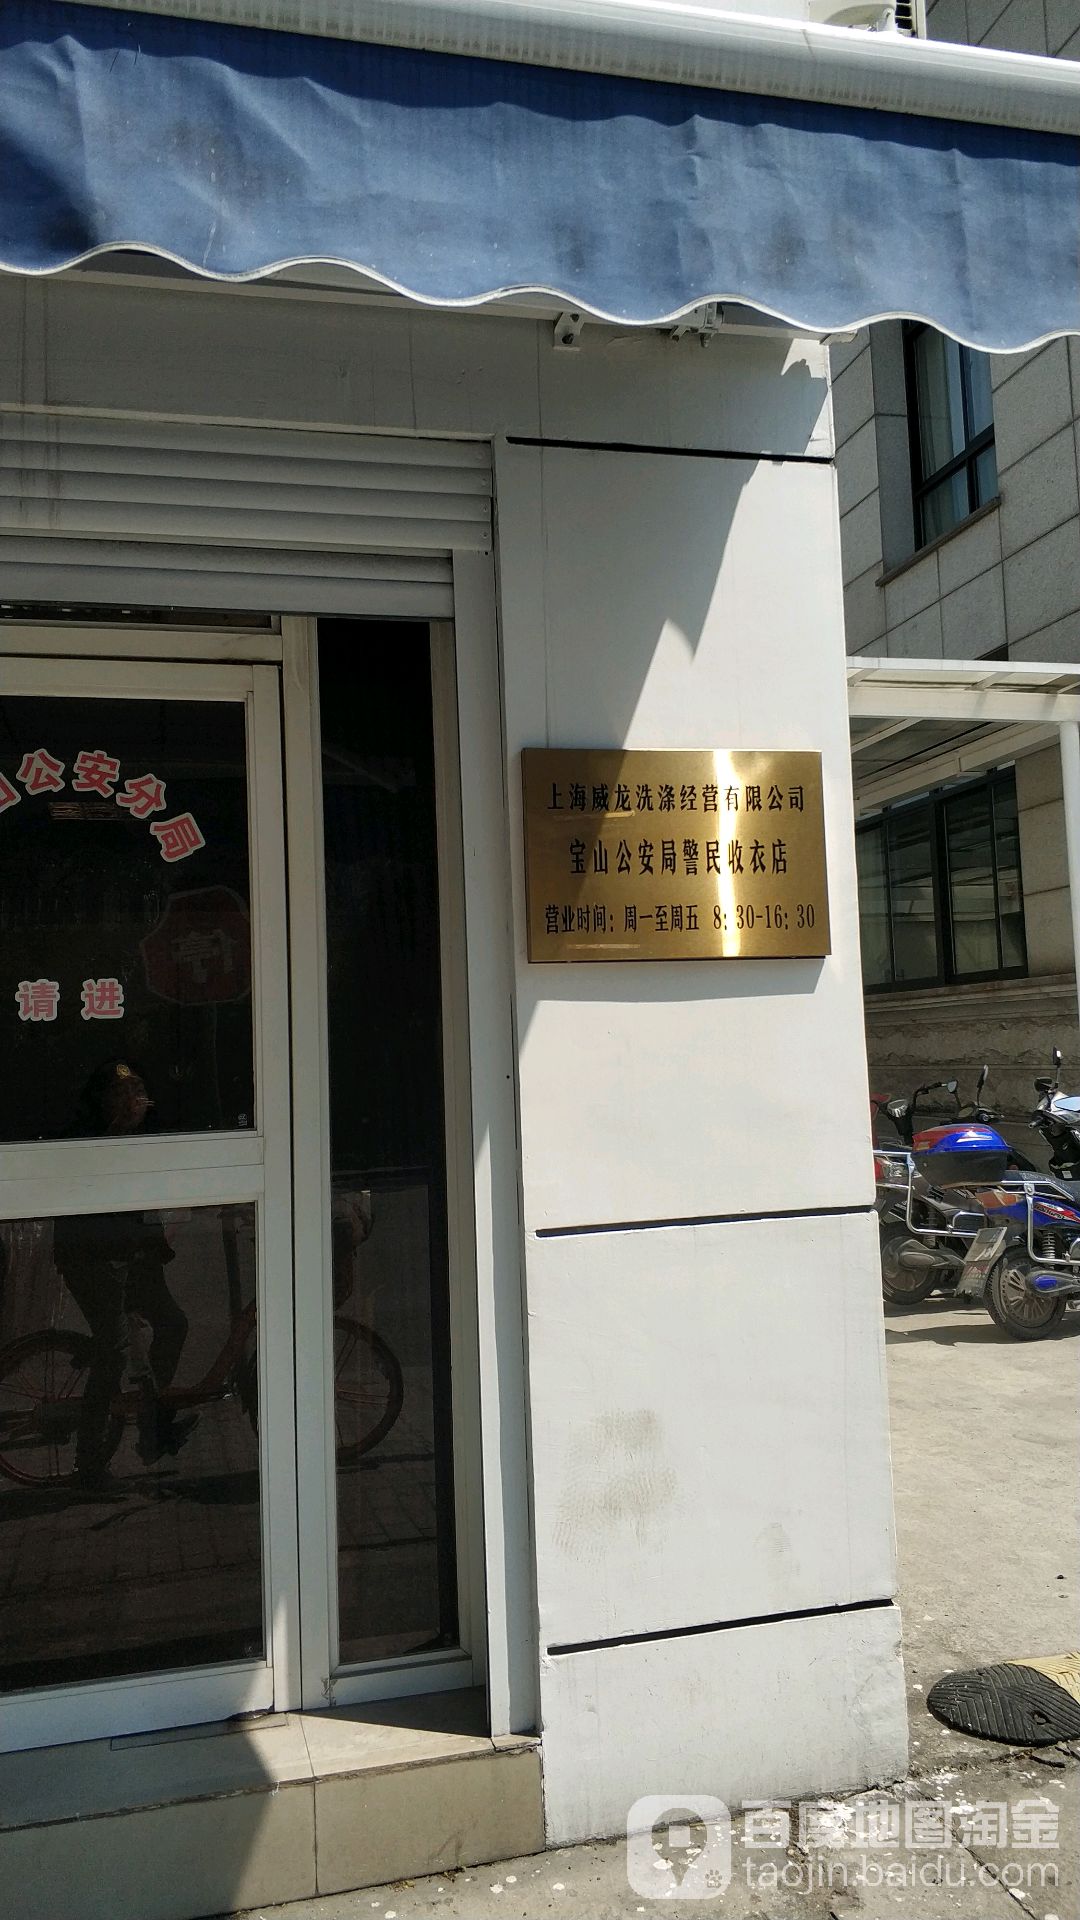 山公安分局
请进
上海威龙洗涤经营有限公司
宝山公安局警民收衣店
营业时间：周一至周五 8：30-16：30
百度地图淘金
taojin.baidu.com